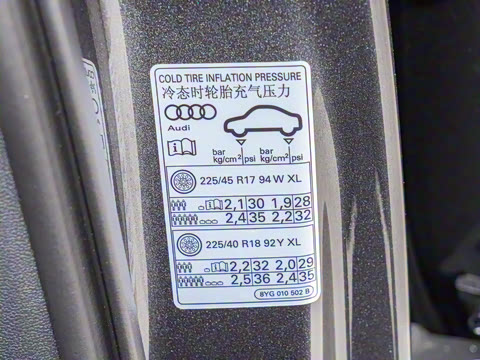 COLD TIRE INFLATION PRESSURE
冷态时轮胎充气压力
Audi
bar kg/cm² psi bar kg/cm² psi
225/45 R17 94 W XL
2,1 30 1,9 28
2,4 35 2,2 32
225/40 R18 92Y XL
2,2 32 2,0 29
2,5 36 2,4 35
8YG 010 502 B